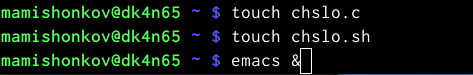 mamishonkov@dk4n65 ~ $ touch chslo.c
mamishonkov@dk4n65 ~ $ touch chslo.sh
mamishonkov@dk4n65 ~ $ emacs &